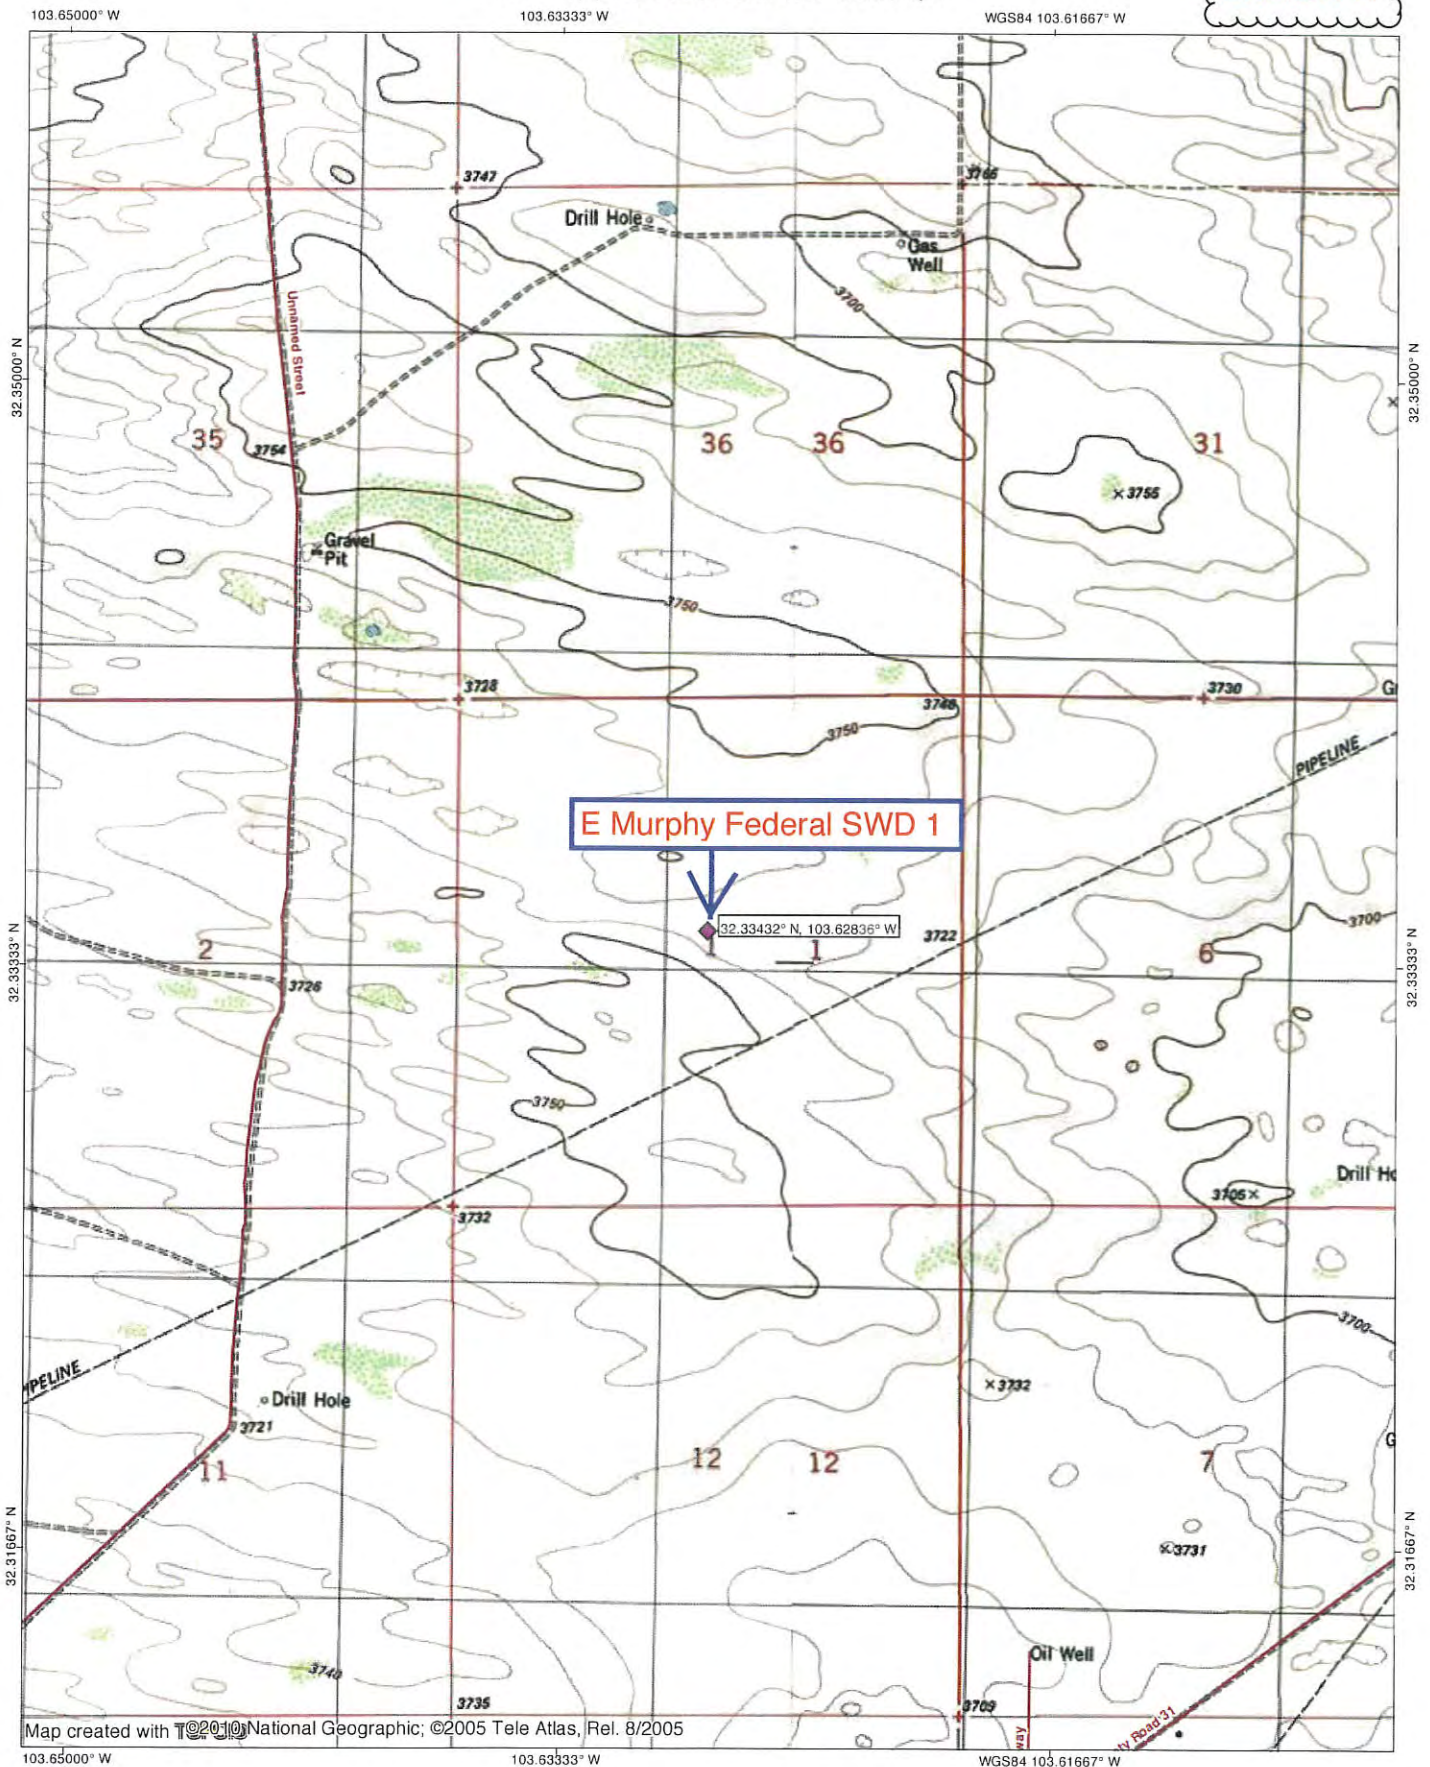 103.65000° W
103.63333° W
WGS84 103.61667° W
3747
3766
Drill Hole
Gas
Well
3700
Unnamed Street
32.35000° N
32.35000° N
35
3754
36
36
31
3755
Gravel
Pit
3750
3728
3748
3730
3750
PIPELINE
E Murphy Federal SWD 1
32.33432° N, 103.62836° W
3722
3700
2
1
1
6
32.33333° N
32.33333° N
3726
3750
Drill Ho
3705
3732
3700
PIPELINE
3732
Drill Hole
3721
11
12
12
7
G
32.31667° N
32.31667° N
3731
Oil Well
3740
3735
3709
way
ty Road 31
Map created with ©2010 National Geographic; ©2005 Tele Atlas, Rel. 8/2005
103.65000° W
103.63333° W
WGS84 103.61667° W